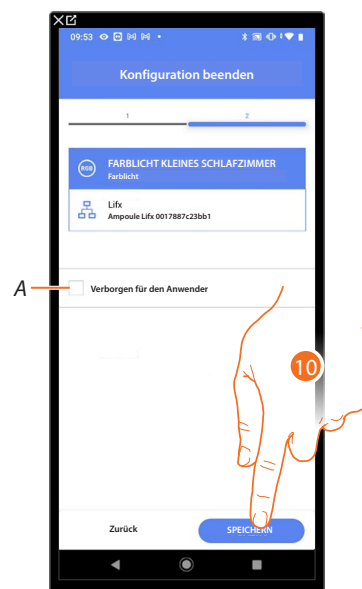 09:53
Konfiguration beenden
1 2
RGB
FARBLICHT KLEINES SCHLAFZIMMER
Farblicht
Lifx
Ampoule Lifx 0017887c23bb1
A
Verborgen für den Anwender
10
Zurück
SPEICHERN